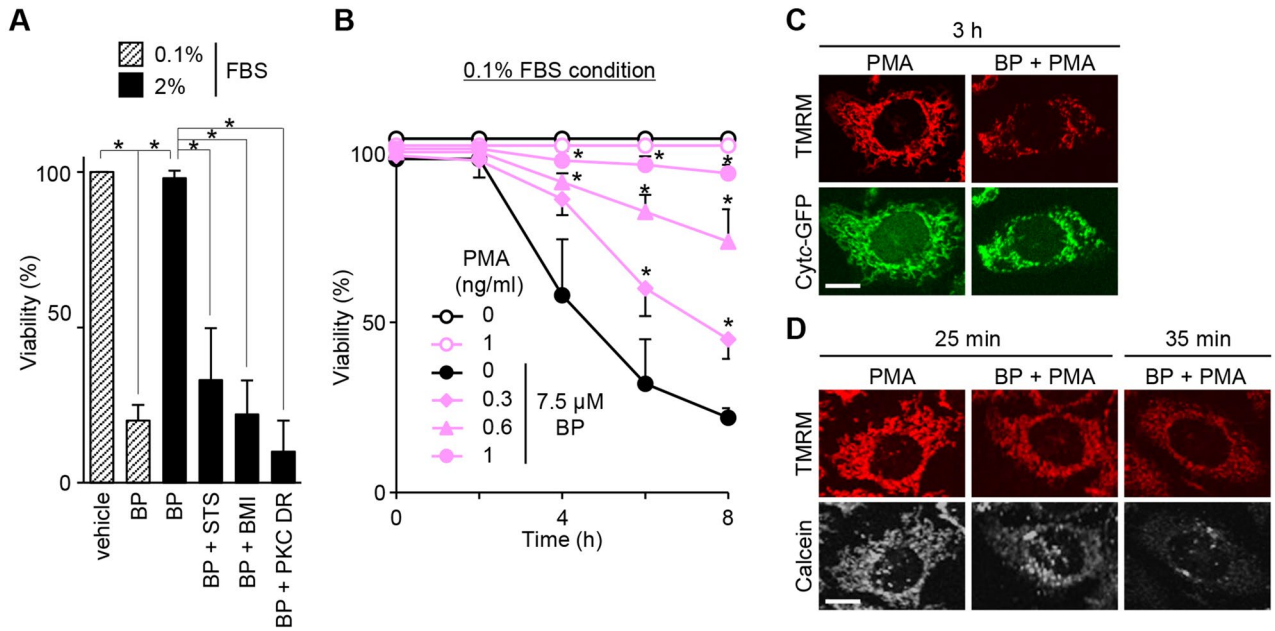 A
0.1%
2%
FBS
* * * * *
Viability (%)
100
50
0
vehicle
BP
BP
BP + STS
BP + BMI
BP + PKC DR
B
0.1% FBS condition
Viability (%)
100
50
0
PMA
(ng/ml)
0
1
0
0.3
0.6
1
7.5 µM
BP
* * *
* * *
* *
0 2 4 6 8
Time (h)
C
3 h
PMA BP + PMA
TMRM
Cytc-GFP
D
25 min 35 min
PMA BP + PMA BP + PMA
TMRM
Calcein